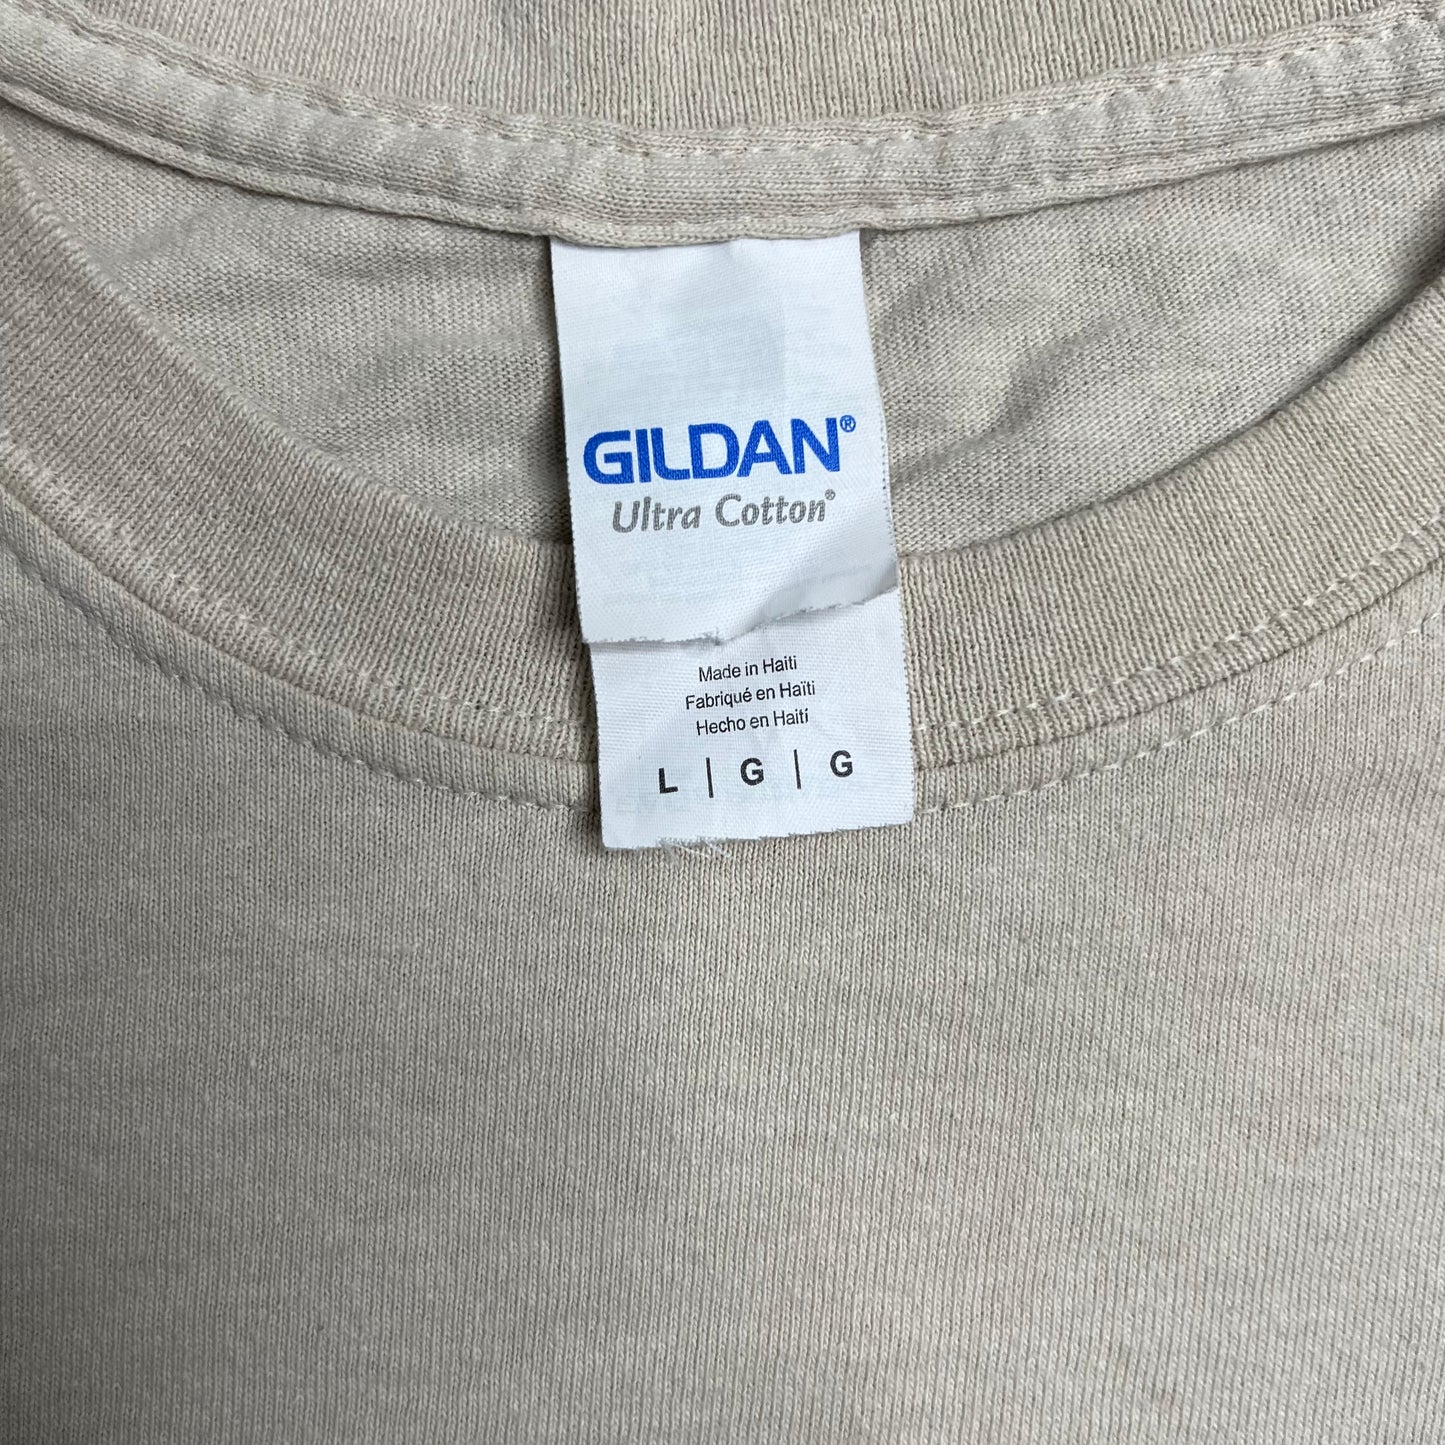 GILDAN®
Ultra Cotton®
Made in Haiti
Fabriqué en Haïti
Hecho en Haití
L | G | G